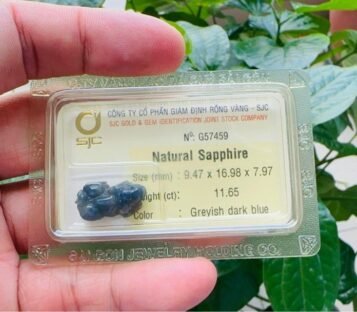 CÔNG TY CỔ PHẦN GIÁM ĐỊNH RỒNG VÀNG - SJC
SJC GOLD & GEM IDENTIFICATION JOINT STOCK COMPANY
SJC
Nº: G57459
Natural Sapphire
Size (mm) : 9.47 x 16.98 x 7.97
ight (ct): 11.65
Color : Greyish dark blue
SAIGON JEWELRY HOLDING CO.